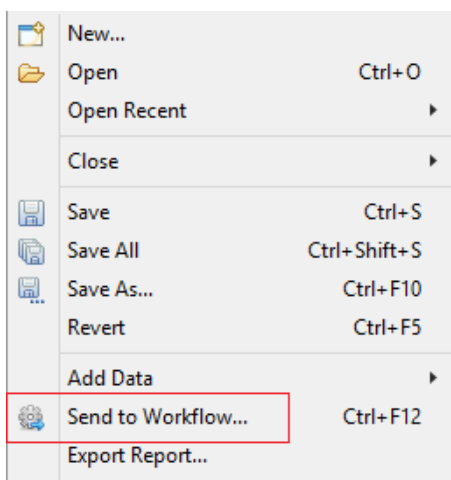 New...
Open Ctrl+O
Open Recent
Close
Save Ctrl+S
Save All Ctrl+Shift+S
Save As... Ctrl+F10
Revert Ctrl+F5
Add Data
Send to Workflow... Ctrl+F12
Export Report...